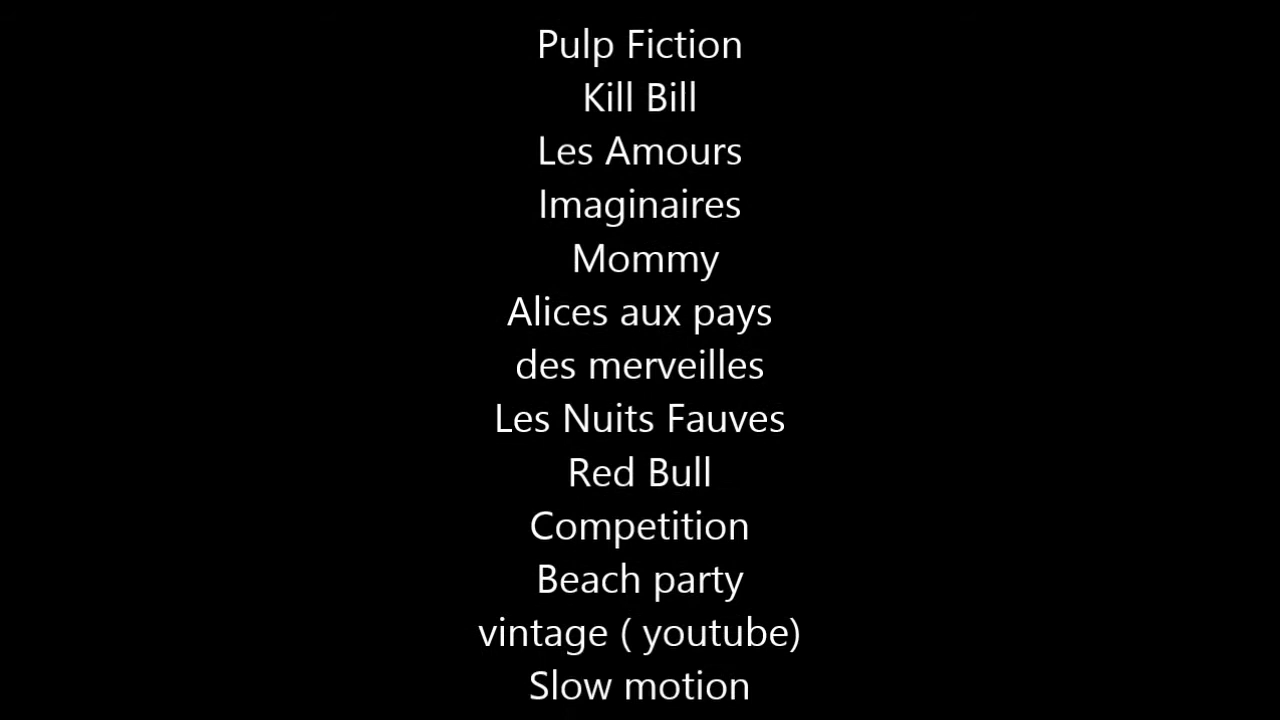 Pulp Fiction
Kill Bill
Les Amours
Imaginaires
Mommy
Alices aux pays
des merveilles
Les Nuits Fauves
Red Bull
Competition
Beach party
vintage ( youtube)
Slow motion